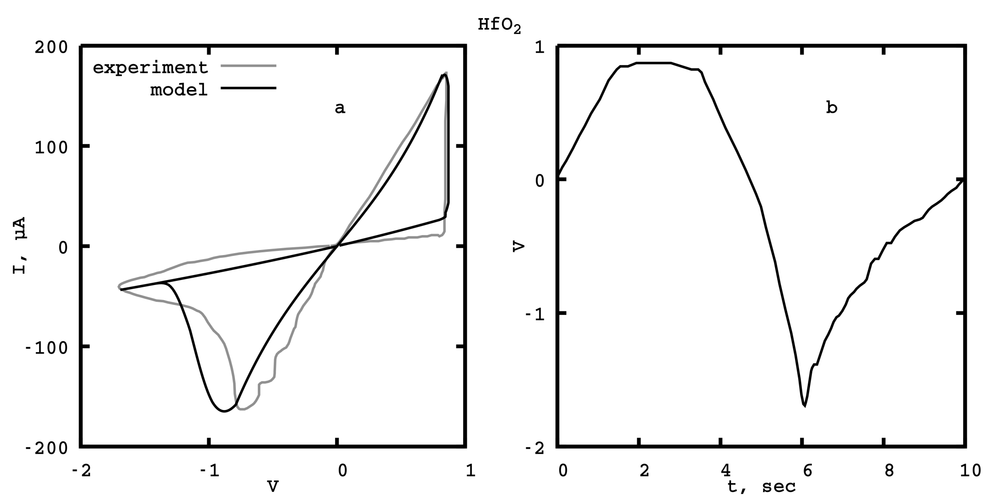 HfO₂
200
experiment
model
a
100
0
I, µA
-100
-200
-2 -1 0 1
V
1
b
0
V
-1
-2
0 2 4 6 8 10
t, sec